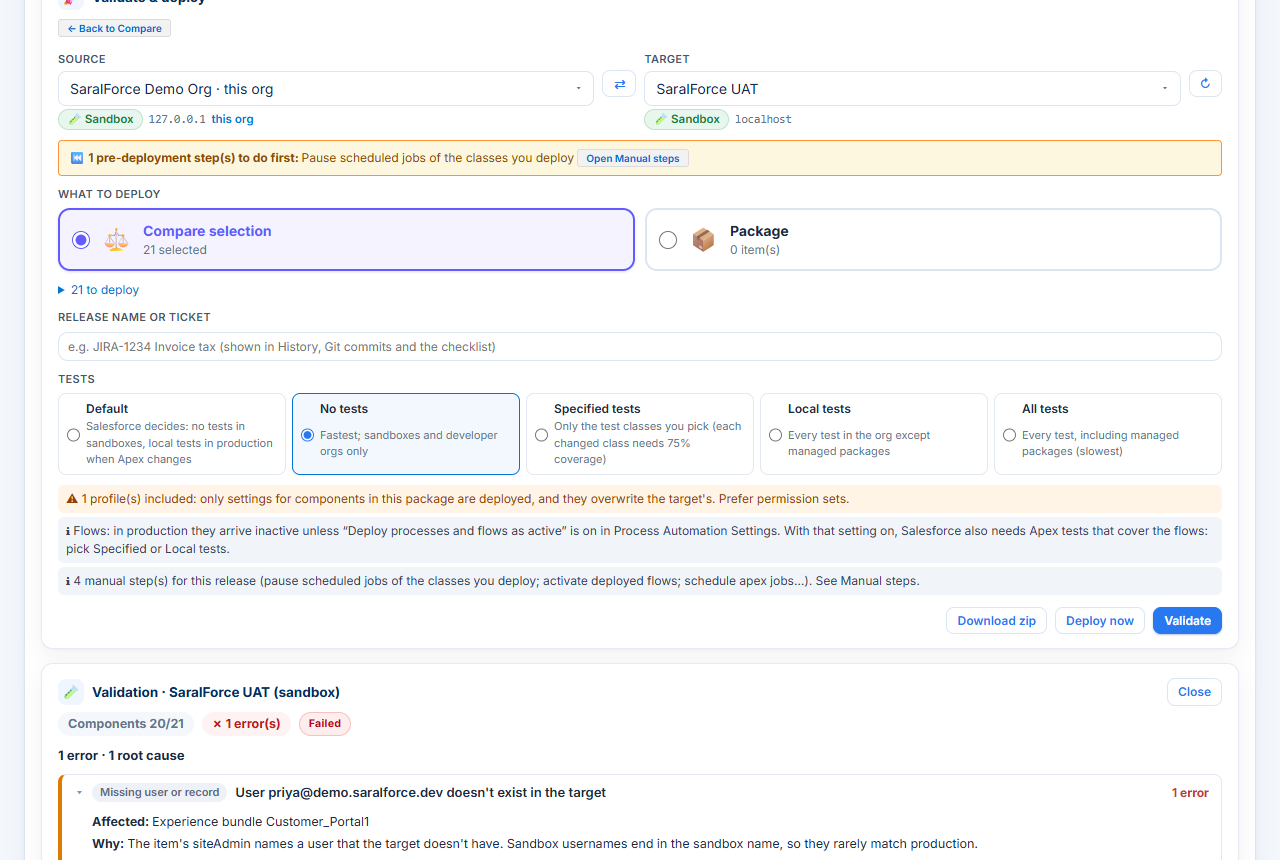 Validate & deploy
← Back to Compare
SOURCE
TARGET
SaralForce Demo Org · this org
SaralForce UAT
Sandbox 127.0.0.1 this org
Sandbox localhost
1 pre-deployment step(s) to do first: Pause scheduled jobs of the classes you deploy Open Manual steps
WHAT TO DEPLOY
Compare selection
21 selected
Package
0 item(s)
21 to deploy
RELEASE NAME OR TICKET
e.g. JIRA-1234 Invoice tax (shown in History, Git commits and the checklist)
TESTS
Default
Salesforce decides: no tests in
sandboxes, local tests in production
when Apex changes
No tests
Fastest; sandboxes and developer
orgs only
Specified tests
Only the test classes you pick (each
changed class needs 75%
coverage)
Local tests
Every test in the org except
managed packages
All tests
Every test, including managed
packages (slowest)
⚠ 1 profile(s) included: only settings for components in this package are deployed, and they overwrite the target's. Prefer permission sets.
ℹ Flows: in production they arrive inactive unless “Deploy processes and flows as active” is on in Process Automation Settings. With that setting on, Salesforce also needs Apex tests that cover the flows:
pick Specified or Local tests.
ℹ 4 manual step(s) for this release (pause scheduled jobs of the classes you deploy; activate deployed flows; schedule apex jobs...). See Manual steps.
Download zip
Deploy now
Validate
Validation · SaralForce UAT (sandbox)
Close
Components 20/21
× 1 error(s)
Failed
1 error · 1 root cause
Missing user or record User priya@demo.saralforce.dev doesn't exist in the target
1 error
Affected: Experience bundle Customer_Portal1
Why: The item's siteAdmin names a user that the target doesn't have. Sandbox usernames end in the sandbox name, so they rarely match production.